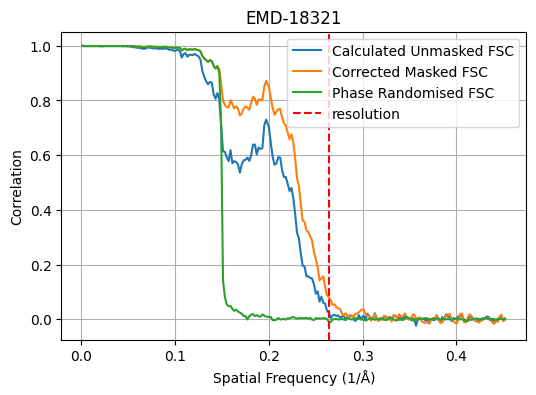 EMD-18321
1.0
0.8
0.6
0.4
0.2
0.0
Correlation
Calculated Unmasked FSC
Corrected Masked FSC
Phase Randomised FSC
resolution
0.0 0.1 0.2 0.3 0.4
Spatial Frequency (1/Å)